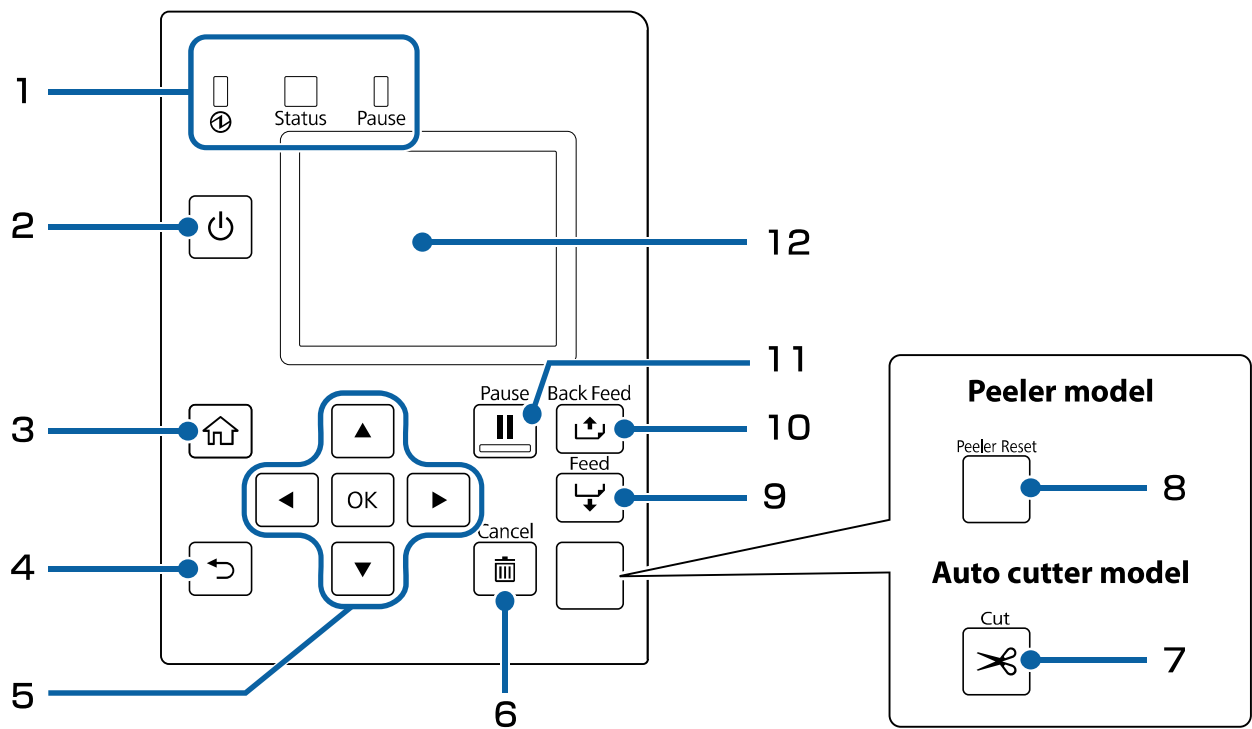 1
Status
Pause
2
12
11
Pause
Back Feed
3
10
Feed
OK
9
Cancel
4
5
6
Peeler model
Peeler Reset
8
Auto cutter model
Cut
7